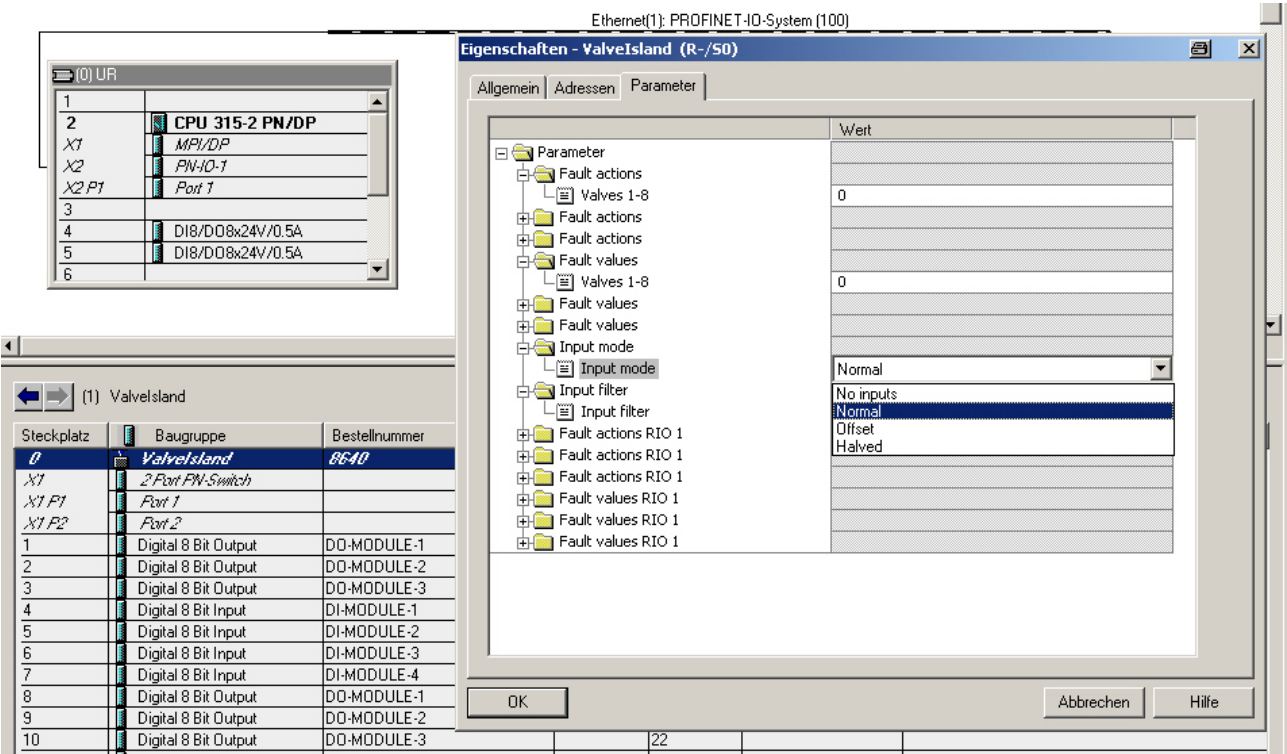 Ethernet(1): PROFINET-IO-System (100)
(0) UR
1
2 CPU 315-2 PN/DP
X1 MPI/DP
X2 PN-IO-1
X2 P1 Port 1
3
4 DI8/DO8x24V/0.5A
5 DI8/DO8x24V/0.5A
6
Eigenschaften - ValveIsland (R-/S0)
Allgemein Adressen Parameter
Wert
Parameter
Fault actions
Valves 1-8 0
Fault actions
Fault actions
Fault values
Valves 1-8 0
Fault values
Fault values
Input mode
Input mode Normal
Input filter
Input filter
No inputs
Normal
Offset
Halved
Fault actions RIO 1
Fault actions RIO 1
Fault actions RIO 1
Fault values RIO 1
Fault values RIO 1
Fault values RIO 1
OK Abbrechen Hilfe
(1) ValveIsland
Steckplatz Baugruppe Bestellnummer
0 ValveIsland 8640
X1 2 Port PN-Switch
X1 P1 Port 1
X1 P2 Port 2
1 Digital 8 Bit Output DO-MODULE-1
2 Digital 8 Bit Output DO-MODULE-2
3 Digital 8 Bit Output DO-MODULE-3
4 Digital 8 Bit Input DI-MODULE-1
5 Digital 8 Bit Input DI-MODULE-2
6 Digital 8 Bit Input DI-MODULE-3
7 Digital 8 Bit Input DI-MODULE-4
8 Digital 8 Bit Output DO-MODULE-1
9 Digital 8 Bit Output DO-MODULE-2
10 Digital 8 Bit Output DO-MODULE-3 22